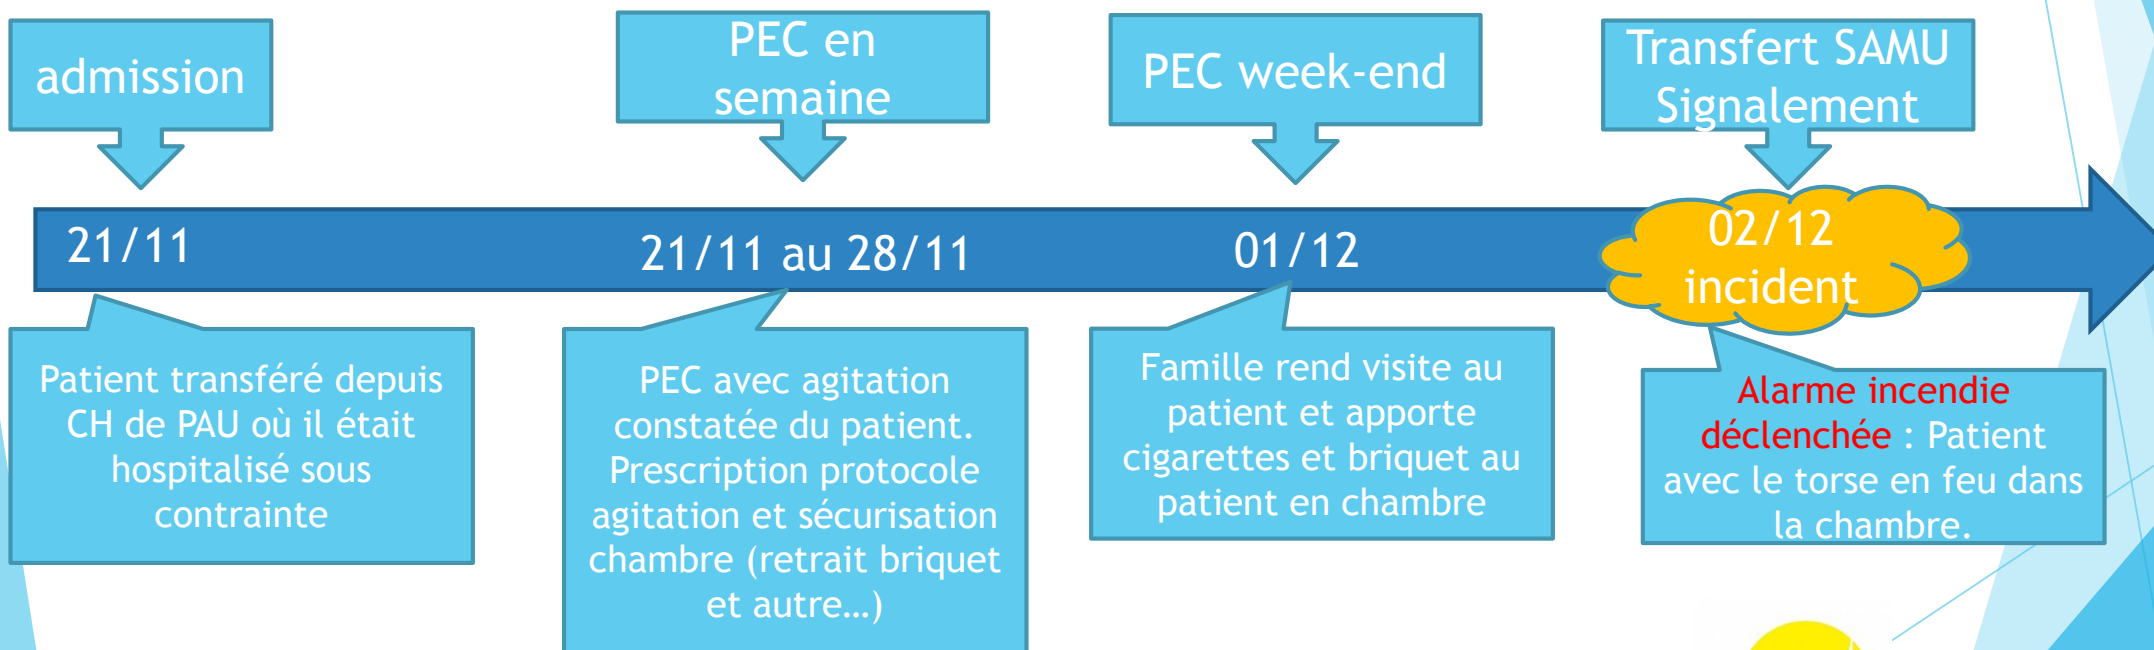 admission
PEC en
semaine
PEC week-end
Transfert SAMU
Signalement
21/11
21/11 au 28/11
01/12
02/12
incident
Patient transféré depuis
CH de PAU où il était
hospitalisé sous
contrainte
PEC avec agitation
constatée du patient.
Prescription protocole
agitation et sécurisation
chambre (retrait briquet
et autre…)
Famille rend visite au
patient et apporte
cigarettes et briquet au
patient en chambre
Alarme incendie
déclenchée : Patient
avec le torse en feu dans
la chambre.